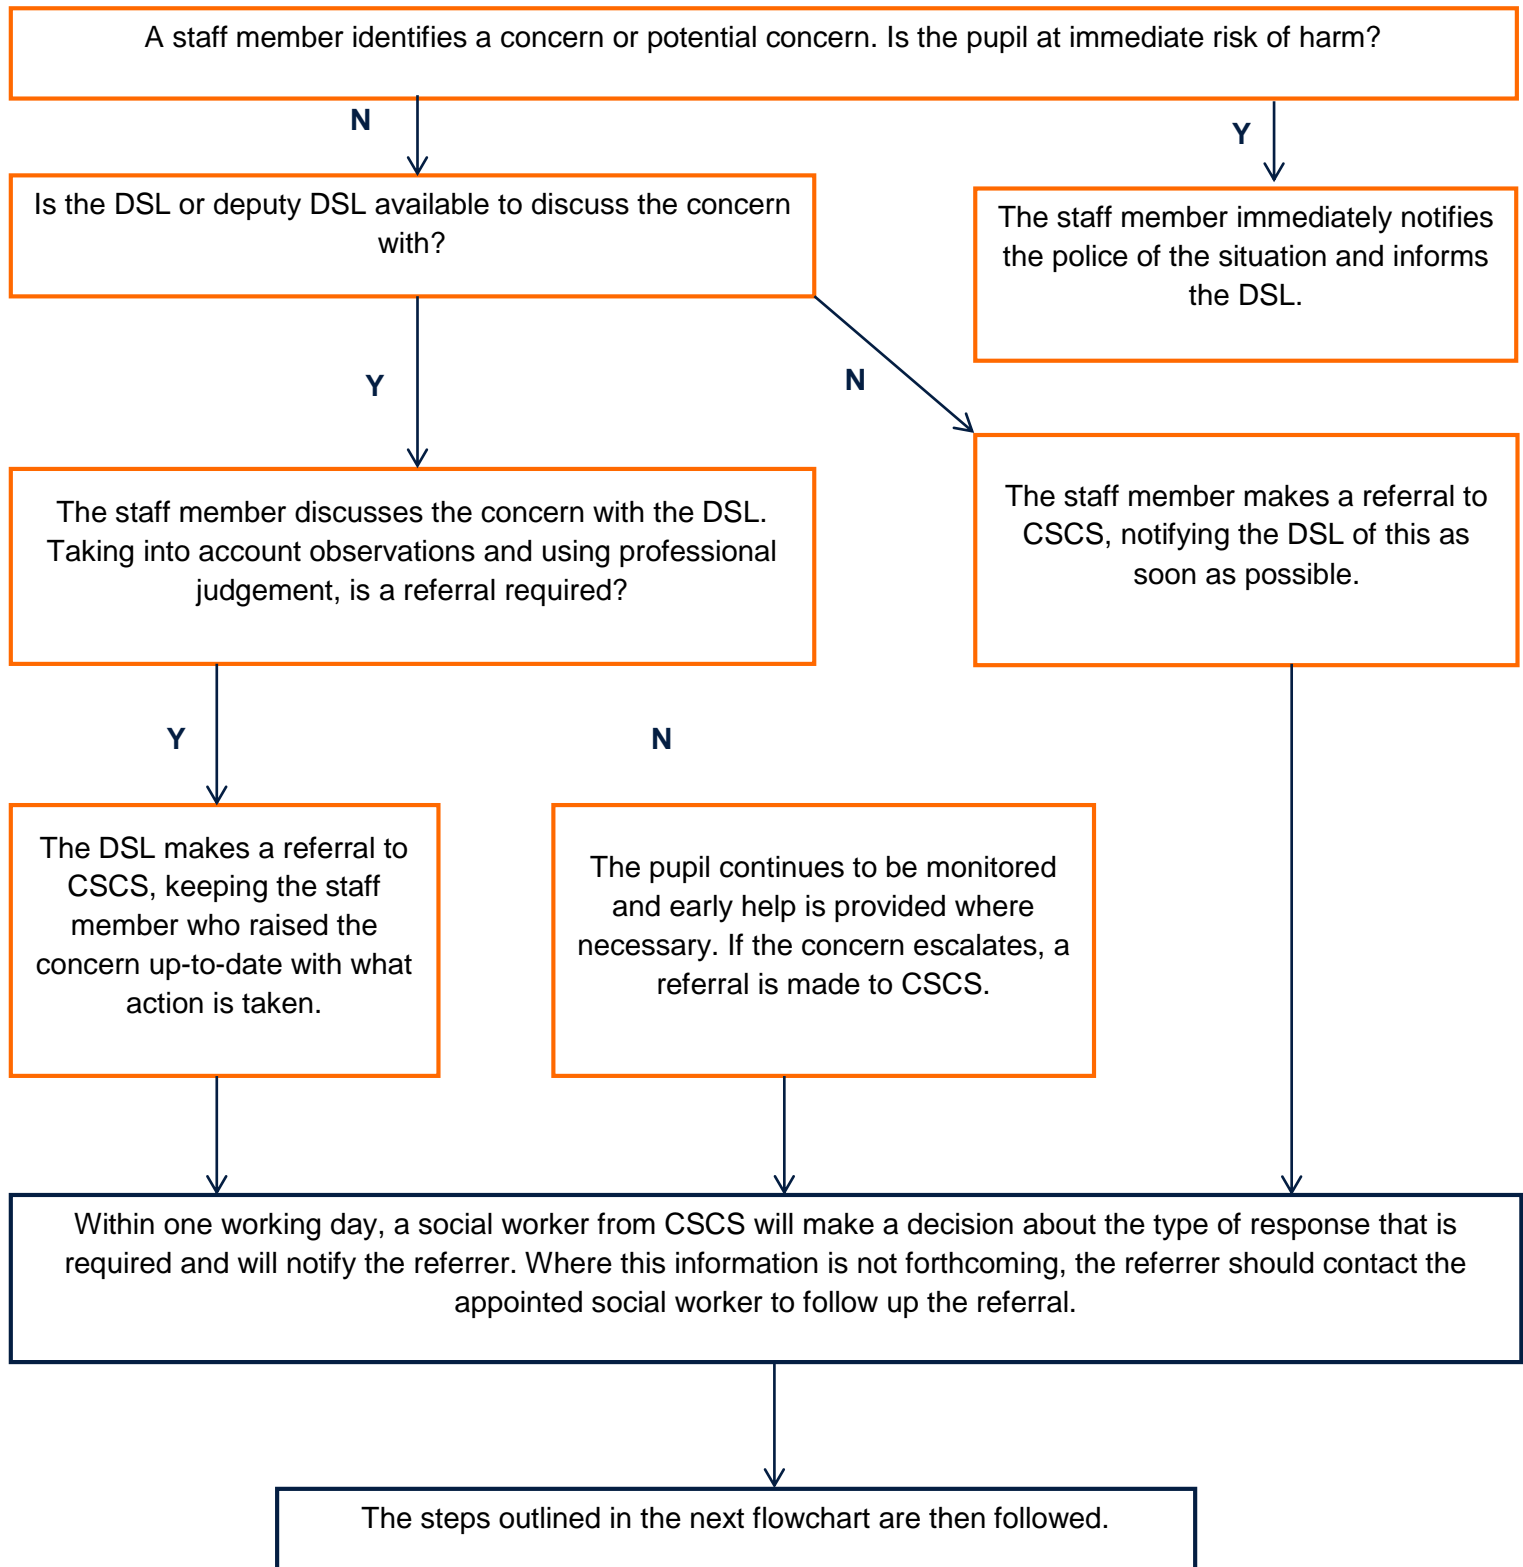 A staff member identifies a concern or potential concern. Is the pupil at immediate risk of harm?
N
Y
Is the DSL or deputy DSL available to discuss the concern
with?
The staff member immediately notifies
the police of the situation and informs
the DSL.
Y
N
The staff member discusses the concern with the DSL.
Taking into account observations and using professional
judgement, is a referral required?
The staff member makes a referral to
CSCS, notifying the DSL of this as
soon as possible.
Y
N
The DSL makes a referral to
CSCS, keeping the staff
member who raised the
concern up-to-date with what
action is taken.
The pupil continues to be monitored
and early help is provided where
necessary. If the concern escalates, a
referral is made to CSCS.
Within one working day, a social worker from CSCS will make a decision about the type of response that is
required and will notify the referrer. Where this information is not forthcoming, the referrer should contact the
appointed social worker to follow up the referral.
The steps outlined in the next flowchart are then followed.